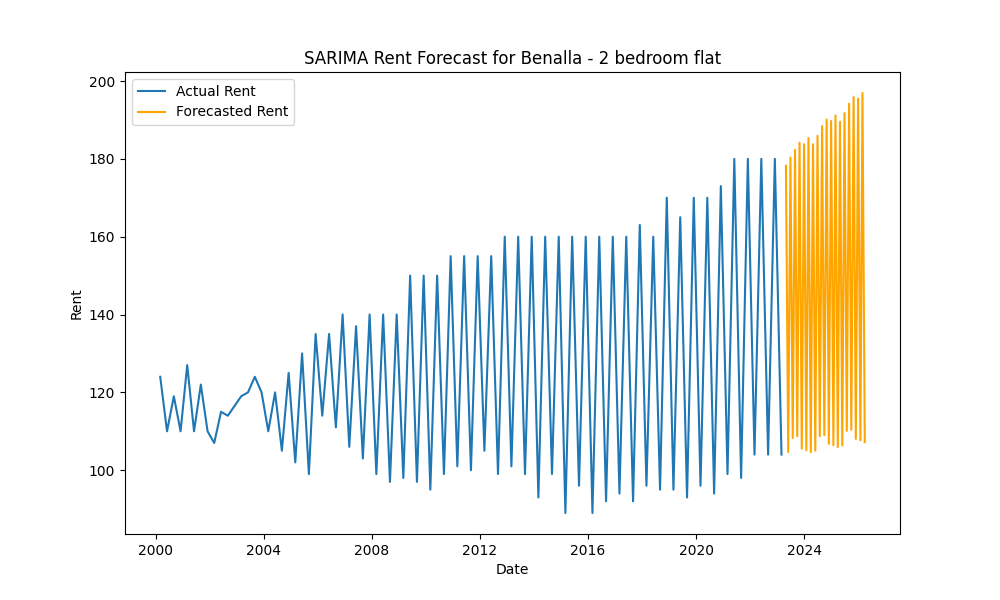 SARIMA Rent Forecast for Benalla - 2 bedroom flat
Actual Rent
Forecasted Rent
200
180
160
140
120
100
Rent
2000 2004 2008 2012 2016 2020 2024
Date